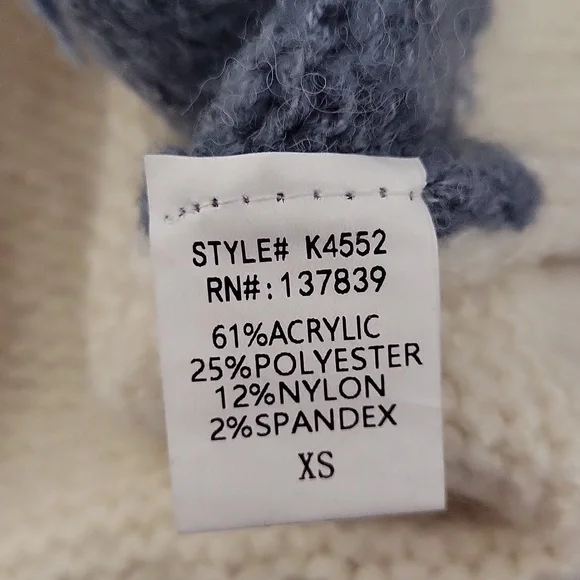 STYLE# K4552
RN#: 137839
61%ACRYLIC
25%POLYESTER
12%NYLON
2%SPANDEX
XS